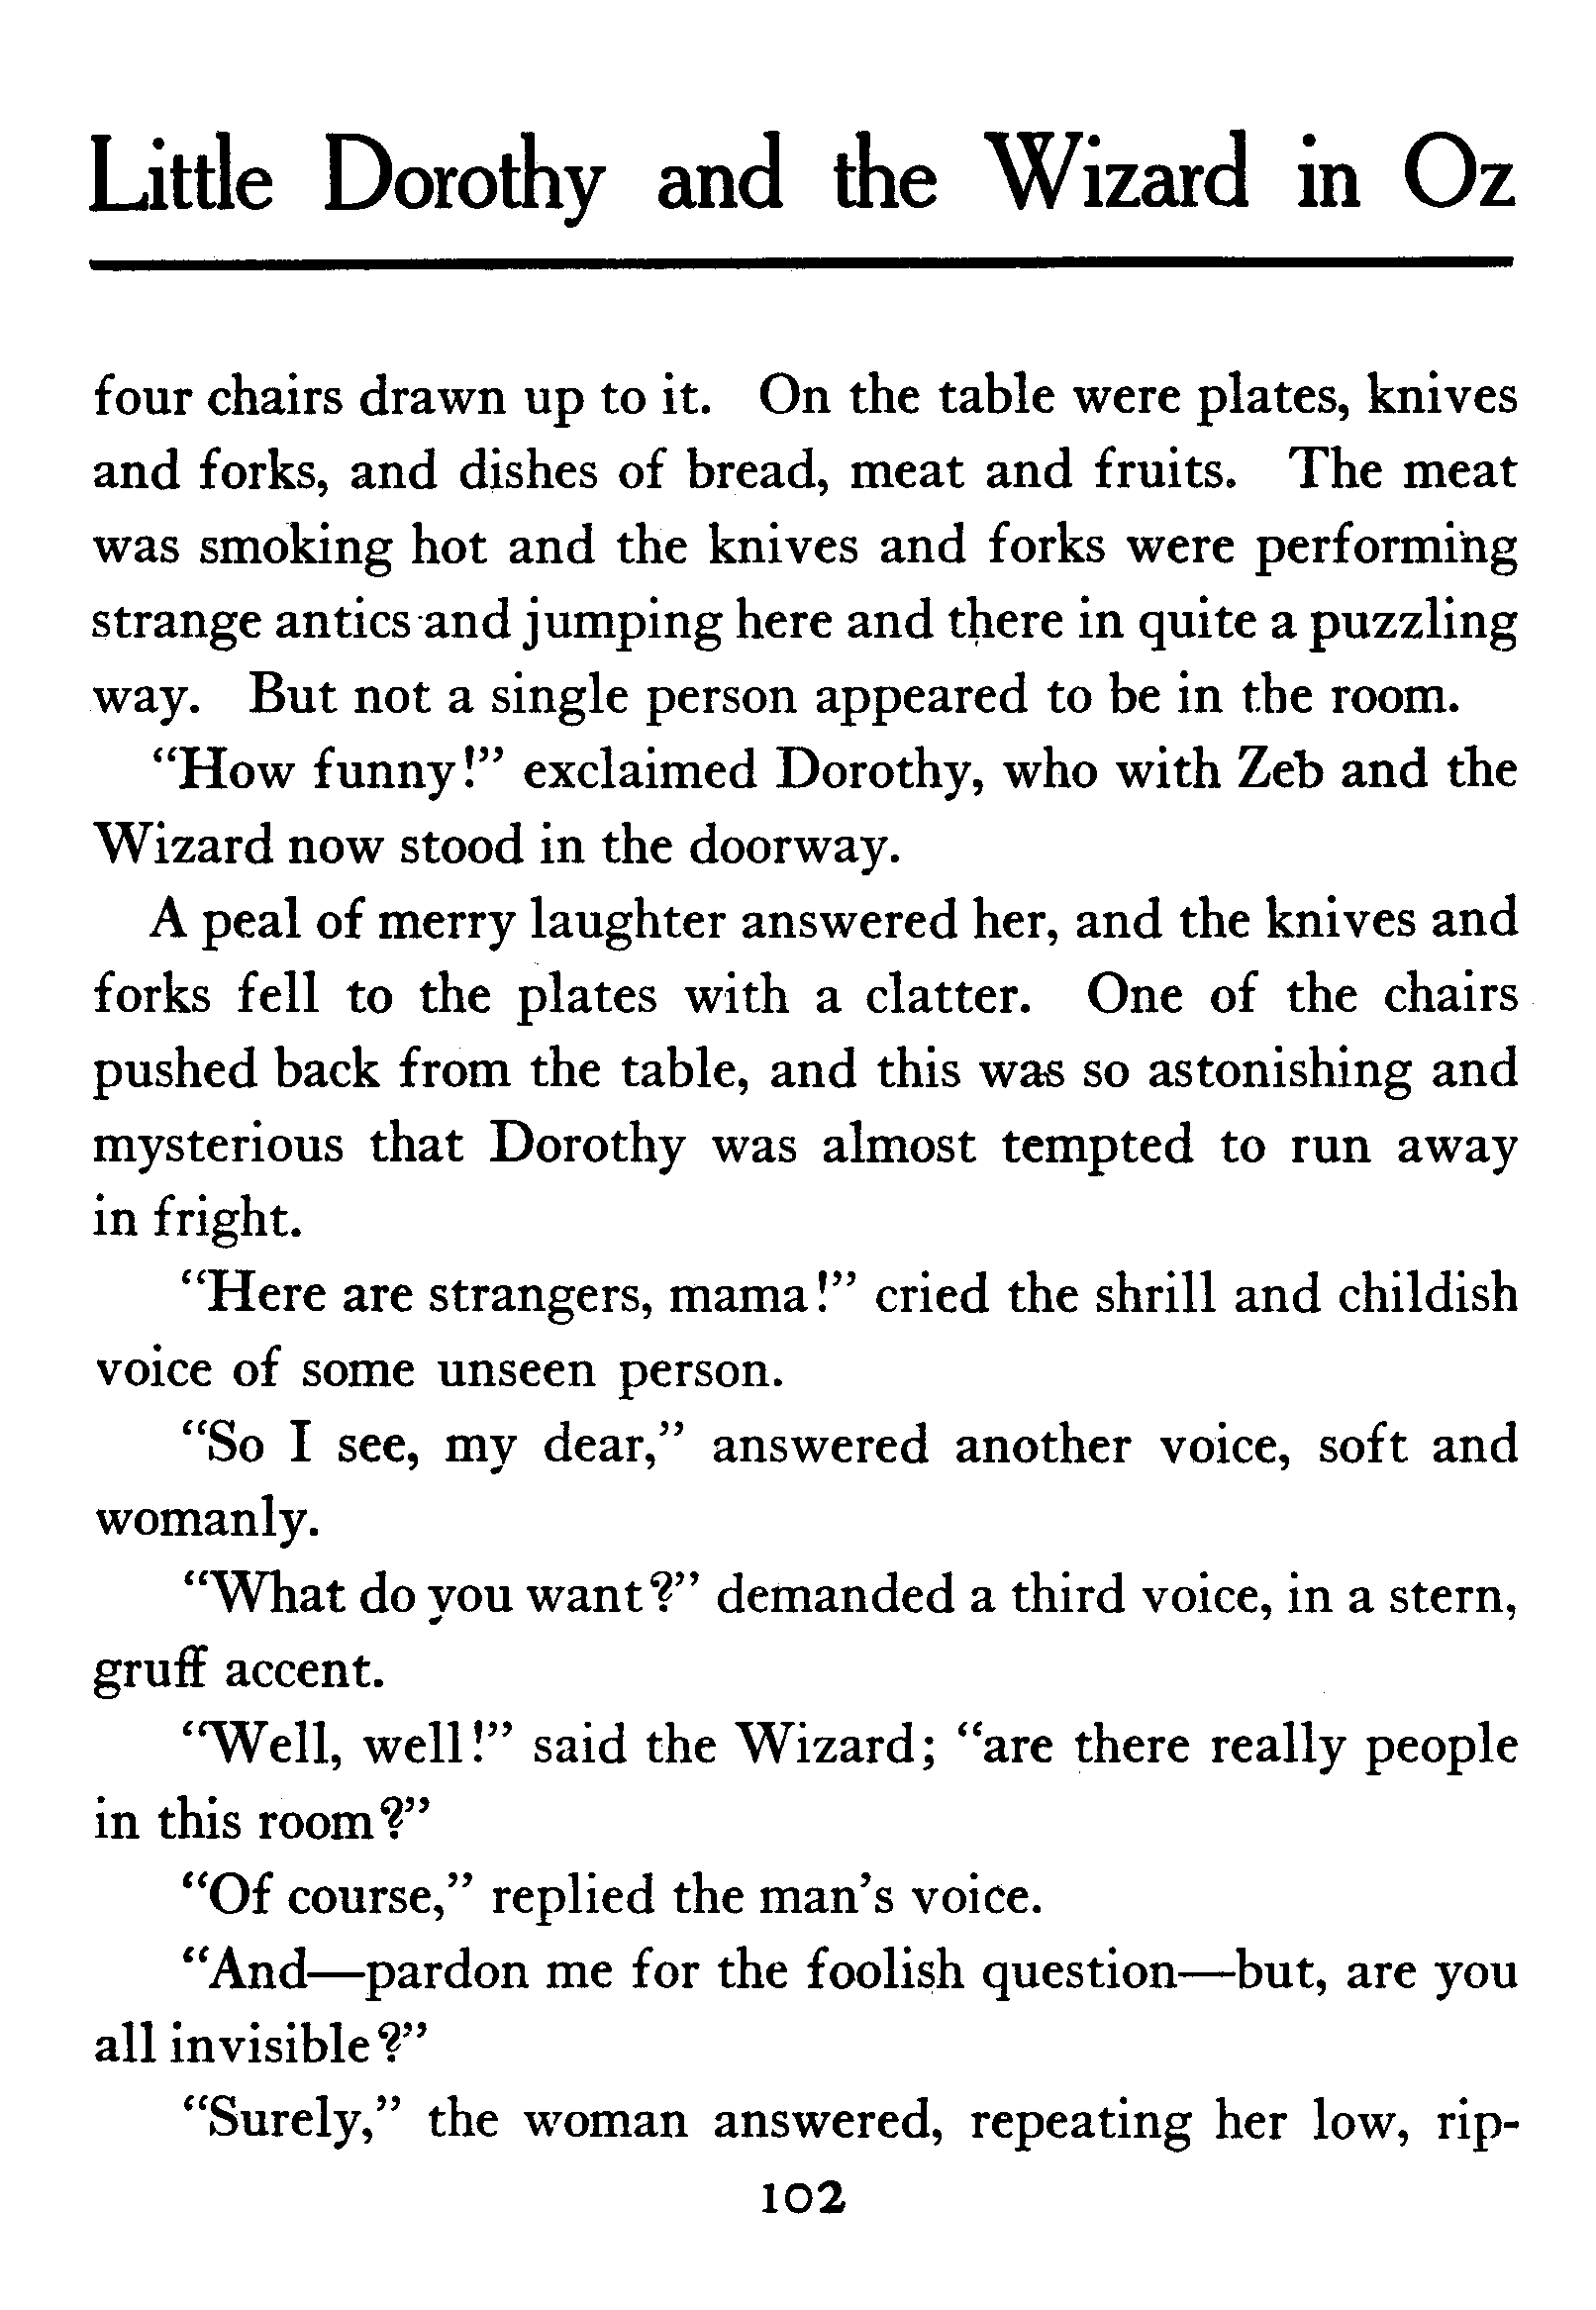 Little Dorothy and the Wizard in Oz
four chairs drawn up to it. On the table were plates, knives
and forks, and dishes of bread, meat and fruits. The meat
was smoking hot and the knives and forks were performing
strange antics and jumping here and there in quite a puzzling
way. But not a single person appeared to be in the room.
“How funny!” exclaimed Dorothy, who with Zeb and the
Wizard now stood in the doorway.
A peal of merry laughter answered her, and the knives and
forks fell to the plates with a clatter. One of the chairs
pushed back from the table, and this was so astonishing and
mysterious that Dorothy was almost tempted to run away
in fright.
“Here are strangers, mama!” cried the shrill and childish
voice of some unseen person.
“So I see, my dear,” answered another voice, soft and
womanly.
“What do you want?” demanded a third voice, in a stern,
gruff accent.
“Well, well!” said the Wizard; “are there really people
in this room?”
“Of course,” replied the man’s voice.
“And—pardon me for the foolish question—but, are you
all invisible?”
“Surely,” the woman answered, repeating her low, rip-
102